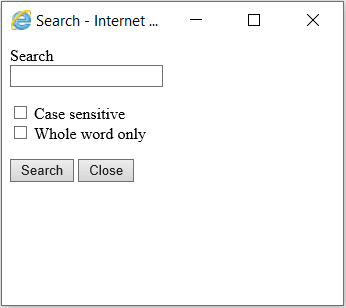 Search - Internet ...
Search
Case sensitive
Whole word only
Search Close